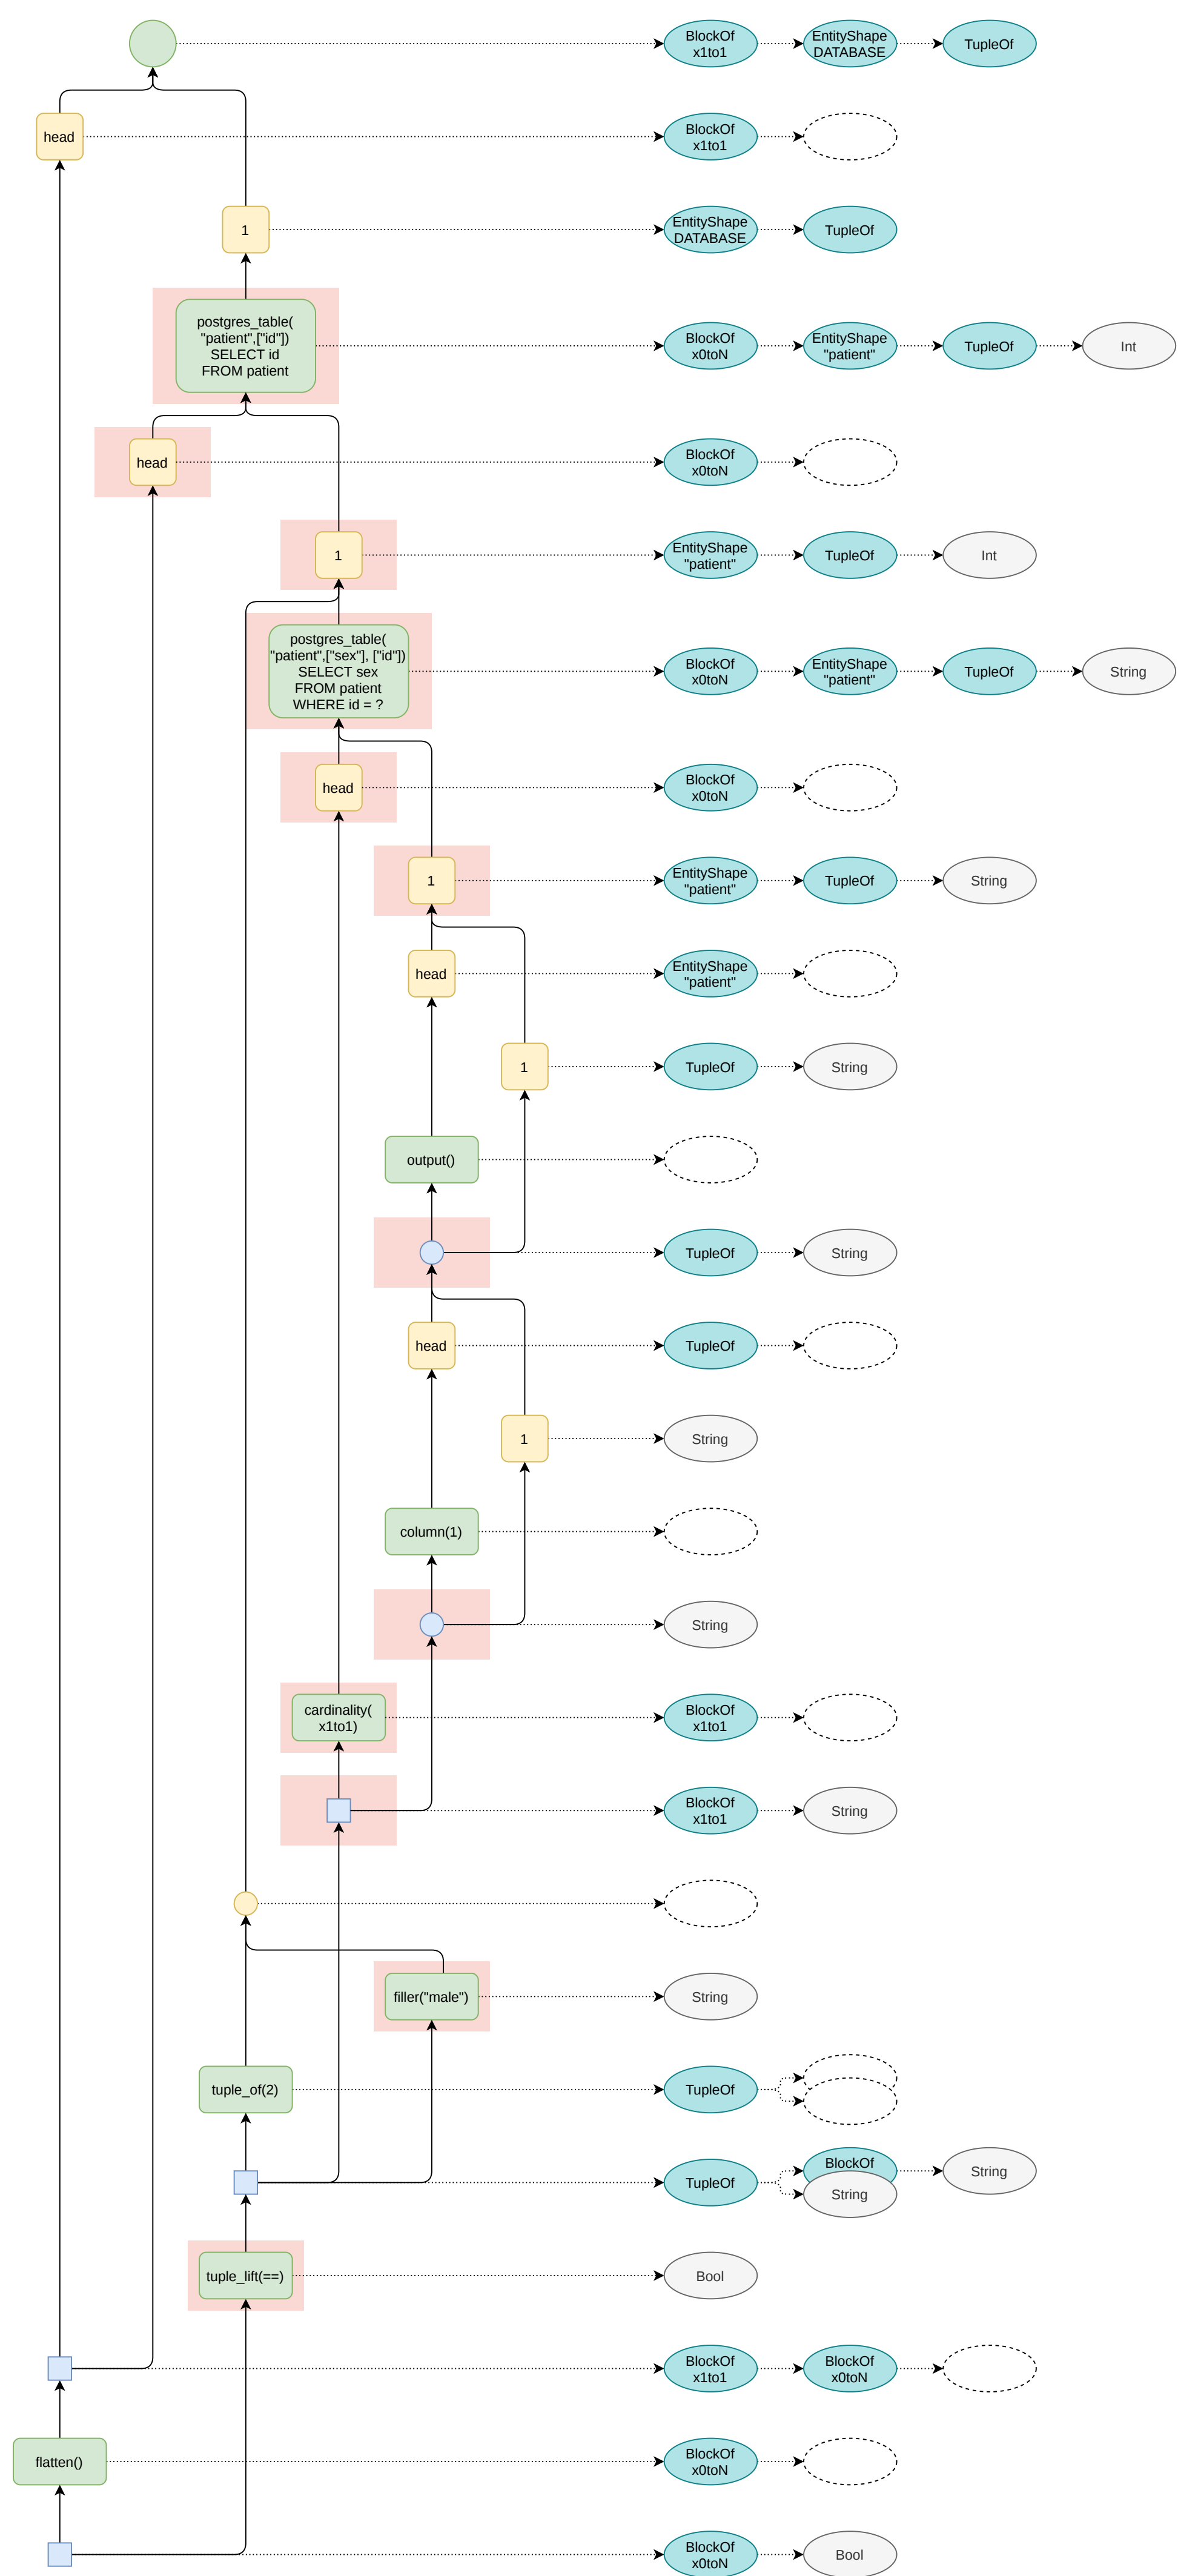 BlockOf
x1to1
EntityShape
DATABASE
TupleOf
head
BlockOf
x1to1
1
EntityShape
DATABASE
TupleOf
postgres_table(
"patient",["id"])
SELECT id
FROM patient
BlockOf
x0toN
EntityShape
"patient"
TupleOf
Int
head
BlockOf
x0toN
1
EntityShape
"patient"
TupleOf
Int
postgres_table(
"patient",["sex"], ["id"])
SELECT sex
FROM patient
WHERE id = ?
BlockOf
x0toN
EntityShape
"patient"
TupleOf
String
head
BlockOf
x0toN
1
EntityShape
"patient"
TupleOf
String
head
EntityShape
"patient"
1
TupleOf
String
output()
TupleOf
String
head
TupleOf
1
String
column(1)
String
cardinality(
x1to1)
BlockOf
x1to1
BlockOf
x1to1
String
filler("male")
String
tuple_of(2)
TupleOf
TupleOf
BlockOf
String
String
tuple_lift(==)
Bool
BlockOf
x1to1
BlockOf
x0toN
flatten()
BlockOf
x0toN
BlockOf
x0toN
Bool